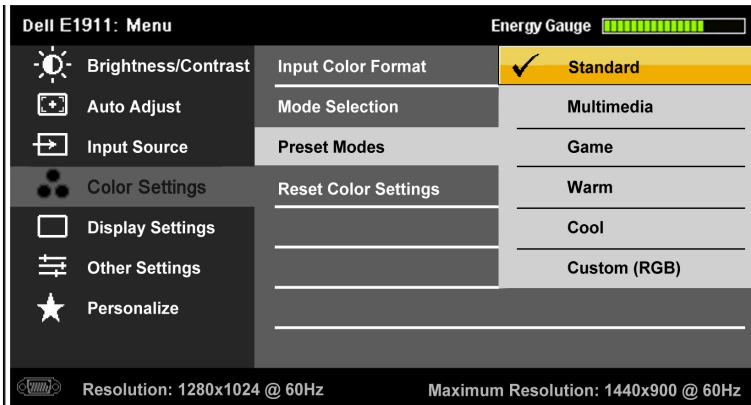 Dell E1911: Menu
Energy Gauge
Brightness/Contrast
Auto Adjust
Input Source
Color Settings
Display Settings
Other Settings
Personalize
Input Color Format
Mode Selection
Preset Modes
Reset Color Settings
Standard
Multimedia
Game
Warm
Cool
Custom (RGB)
Resolution: 1280x1024 @ 60Hz
Maximum Resolution: 1440x900 @ 60Hz